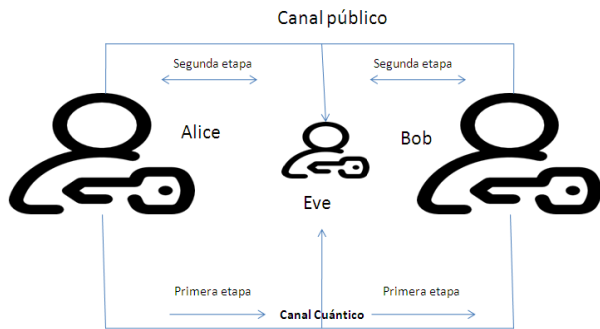 Canal público
Segunda etapa
Segunda etapa
Alice
Bob
Eve
Primera etapa
Primera etapa
Canal Cuántico